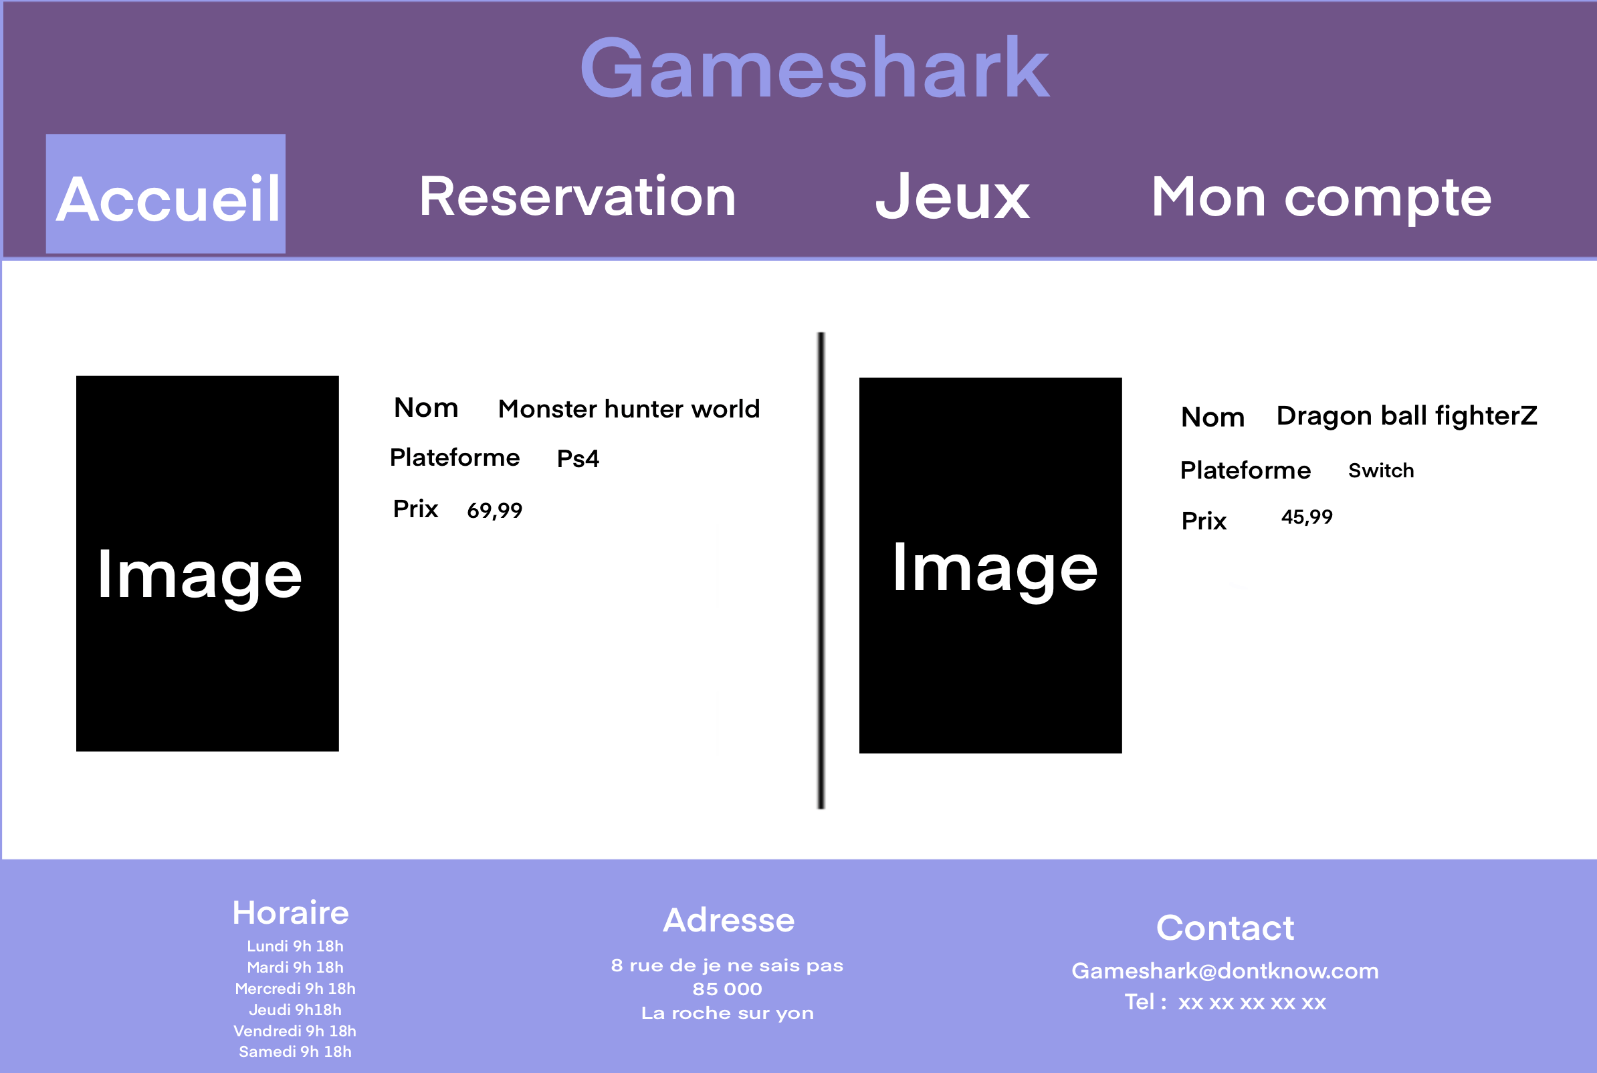 Gameshark
Accueil Reservation Jeux Mon compte
Image
Nom Monster hunter world
Plateforme Ps4
Prix 69,99
Image
Nom Dragon ball fighterZ
Plateforme Switch
Prix 45,99
Horaire
Lundi 9h 18h
Mardi 9h 18h
Mercredi 9h 18h
Jeudi 9h18h
Vendredi 9h 18h
Samedi 9h 18h
Adresse
8 rue de je ne sais pas
85 000
La roche sur yon
Contact
Gameshark@dontknow.com
Tel : xx xx xx xx xx